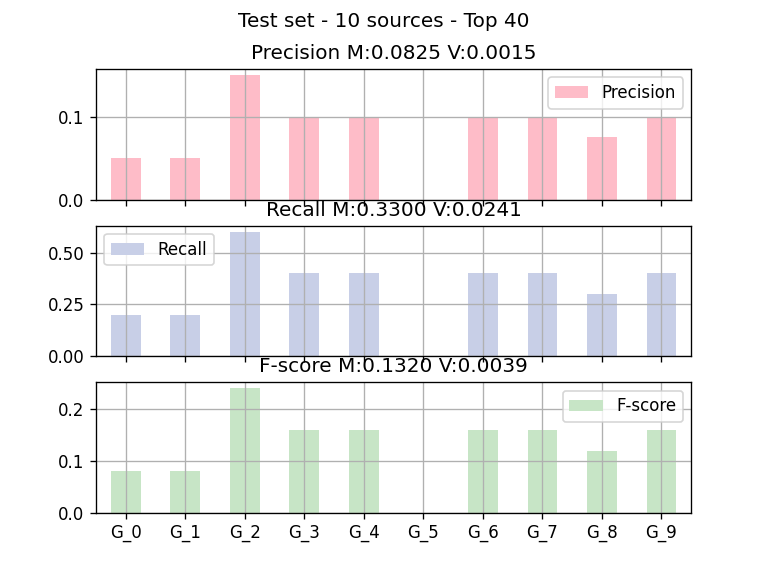 Test set - 10 sources - Top 40
Precision M:0.0825 V:0.0015
0.1
0.0
Precision
Recall M:0.3300 V:0.0241
0.50
0.25
0.00
Recall
F-score M:0.1320 V:0.0039
0.2
0.1
0.0
F-score
G_0 G_1 G_2 G_3 G_4 G_5 G_6 G_7 G_8 G_9